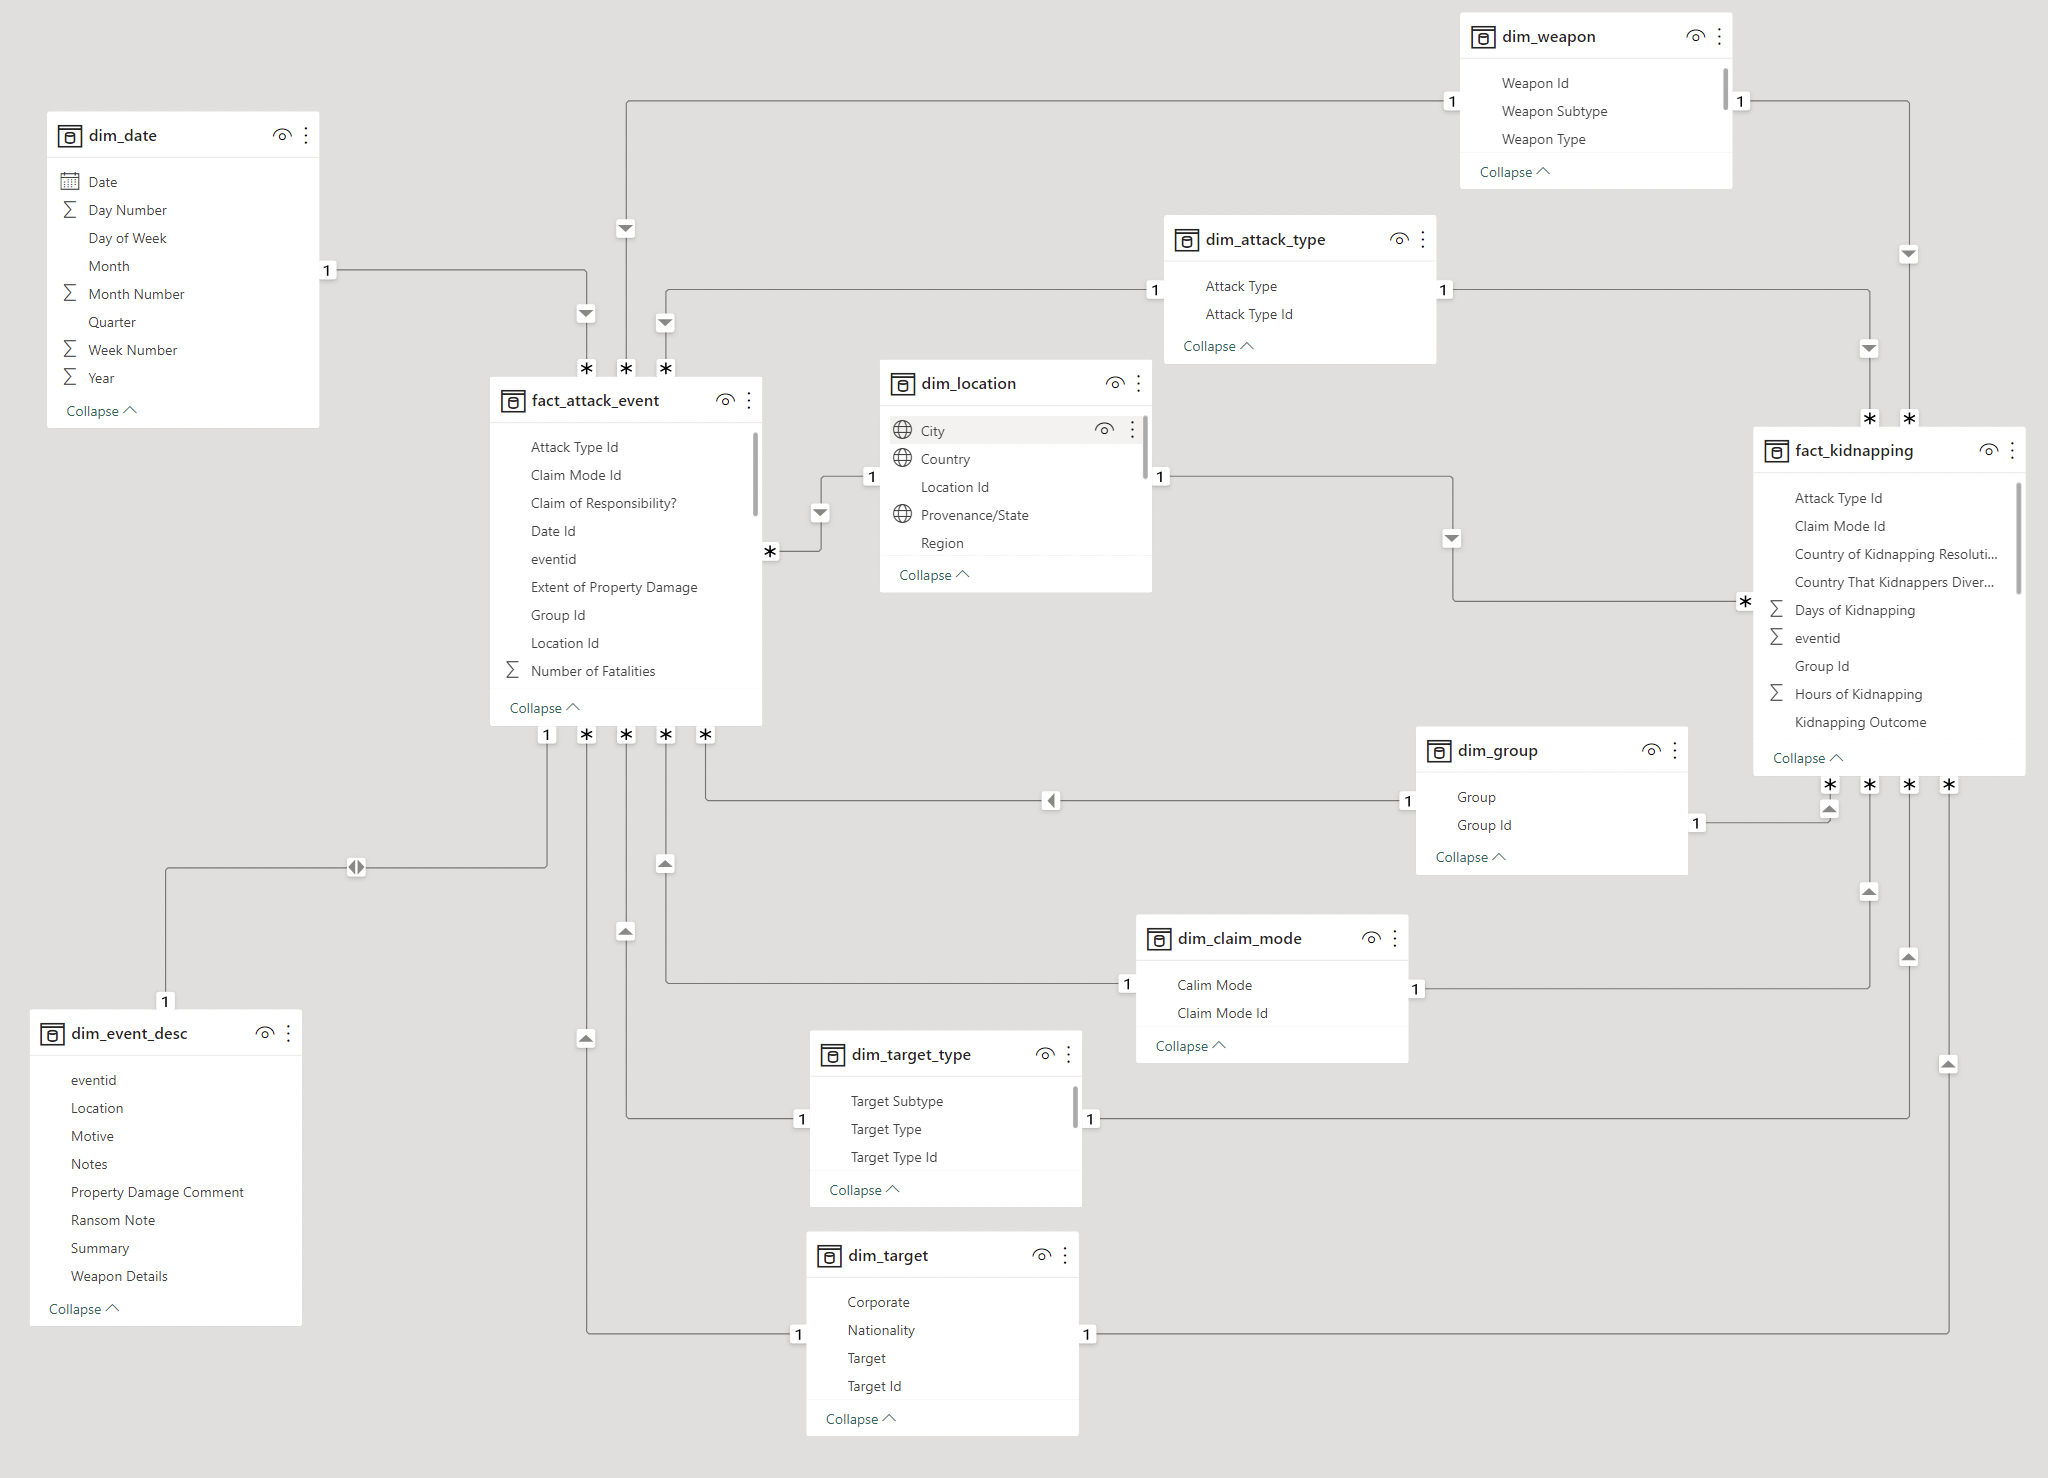 dim_weapon
Weapon Id
Weapon Subtype
Weapon Type
Collapse
1
1
dim_date
Date
Day Number
Day of Week
Month
Month Number
Quarter
Week Number
Year
Collapse
1
dim_attack_type
Attack Type
Attack Type Id
Collapse
1
1
* * *
fact_attack_event
Attack Type Id
Claim Mode Id
Claim of Responsibility?
Date Id
eventid
Extent of Property Damage
Group Id
Location Id
Number of Fatalities
Collapse
*
1 * * * *
dim_location
City
Country
Location Id
Provenance/State
Region
Collapse
1
1
* *
fact_kidnapping
Attack Type Id
Claim Mode Id
Country of Kidnapping Resoluti...
Country That Kidnappers Diver...
Days of Kidnapping
eventid
Group Id
Hours of Kidnapping
Kidnapping Outcome
Collapse
*
* * * *
dim_group
Group
Group Id
Collapse
1
1
dim_claim_mode
Calim Mode
Claim Mode Id
Collapse
1
1
1
dim_event_desc
eventid
Location
Motive
Notes
Property Damage Comment
Ransom Note
Summary
Weapon Details
Collapse
dim_target_type
Target Subtype
Target Type
Target Type Id
Collapse
1
1
dim_target
Corporate
Nationality
Target
Target Id
Collapse
1
1